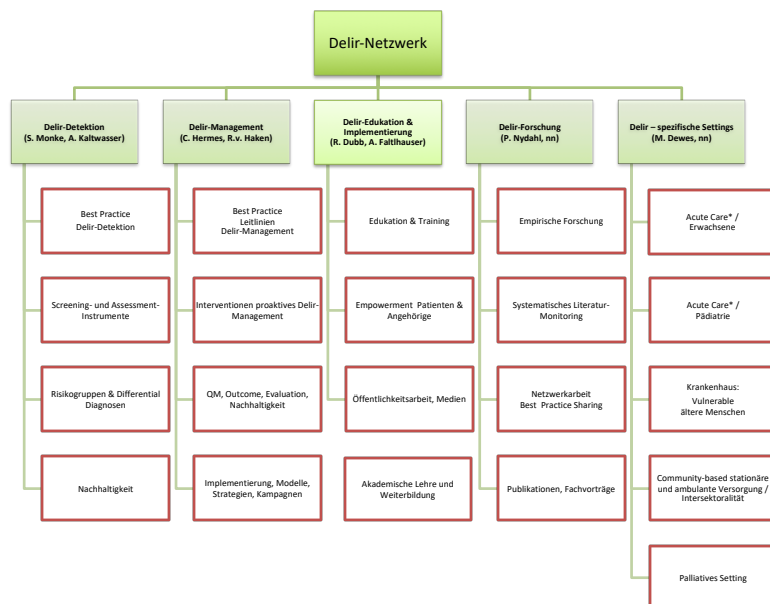 Delir-Netzwerk
Delir-Detektion
(S. Monke, A. Kaltwasser)
Best Practice
Delir-Detektion
Screening- und Assessment-
Instrumente
Risikogruppen & Differential
Diagnosen
Nachhaltigkeit
Delir-Management
(C. Hermes, R.v. Haken)
Best Practice
Leitlinien
Delir-Management
Interventionen proaktives Delir-
Management
QM, Outcome, Evaluation,
Nachhaltigkeit
Implementierung, Modelle,
Strategien, Kampagnen
Delir-Edukation &
Implementierung
(R. Dubb, A. Faltlhauser)
Edukation & Training
Empowerment Patienten &
Angehörige
Öffentlichkeitsarbeit, Medien
Akademische Lehre und
Weiterbildung
Delir-Forschung
(P. Nydahl, nn)
Empirische Forschung
Systematisches Literatur-
Monitoring
Netzwerkarbeit
Best Practice Sharing
Publikationen, Fachvorträge
Delir – spezifische Settings
(M. Dewes, nn)
Acute Care* /
Erwachsene
Acute Care* /
Pädiatrie
Krankenhaus:
Vulnerable
ältere Menschen
Community-based stationäre
und ambulante Versorgung /
Intersektoralität
Palliatives Setting